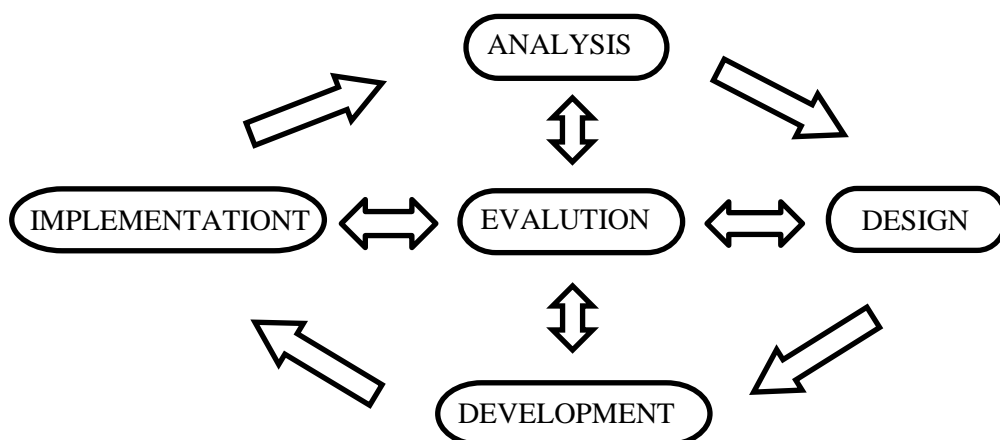 ANALYSIS
IMPLEMENTATIONT
EVALUTION
DESIGN
DEVELOPMENT